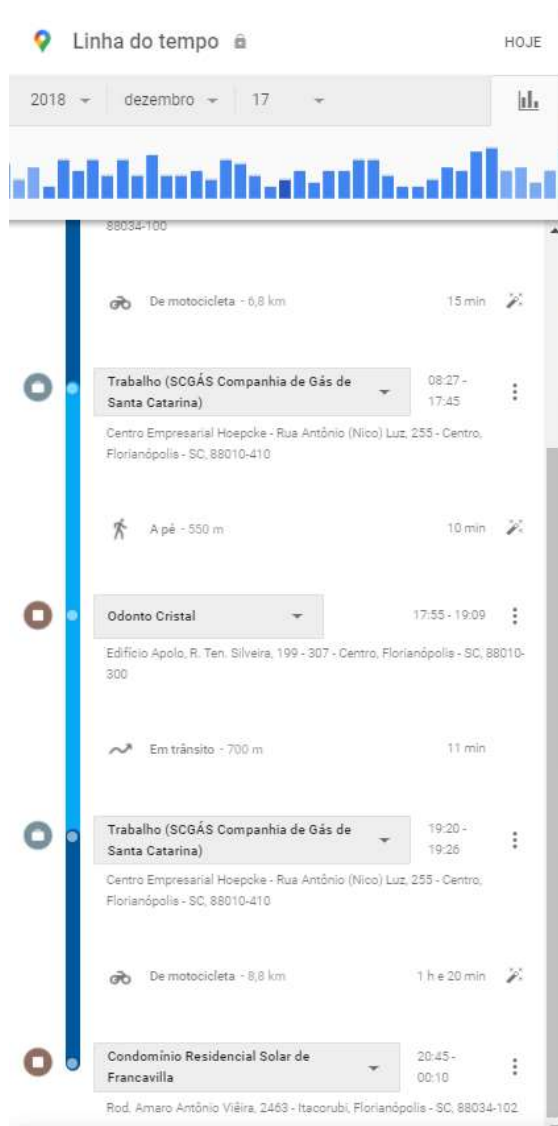 Linha do tempo
HOJE
2018 dezembro 17
88034-100
De motocicleta - 6,8 km 15 min
Trabalho (SCGÁS Companhia de Gás de
Santa Catarina)
08:27 -
17:45
Centro Empresarial Hoepcke - Rua Antônio (Nico) Luz, 255 - Centro,
Florianópolis - SC, 88010-410
A pé - 550 m 10 min
Odonto Cristal 17:55 - 19:09
Edifício Apolo, R. Ten. Silveira, 199 - 307 - Centro, Florianópolis - SC, 88010-
300
Em trânsito - 700 m 11 min
Trabalho (SCGÁS Companhia de Gás de
Santa Catarina)
19:20 -
19:26
Centro Empresarial Hoepcke - Rua Antônio (Nico) Luz, 255 - Centro,
Florianópolis - SC, 88010-410
De motocicleta - 8,8 km 1 h e 20 min
Condomínio Residencial Solar de
Francavilla
20:45 -
00:10
Rod. Amaro Antônio Viêira, 2463 - Itacorubi, Florianópolis - SC, 88034-102